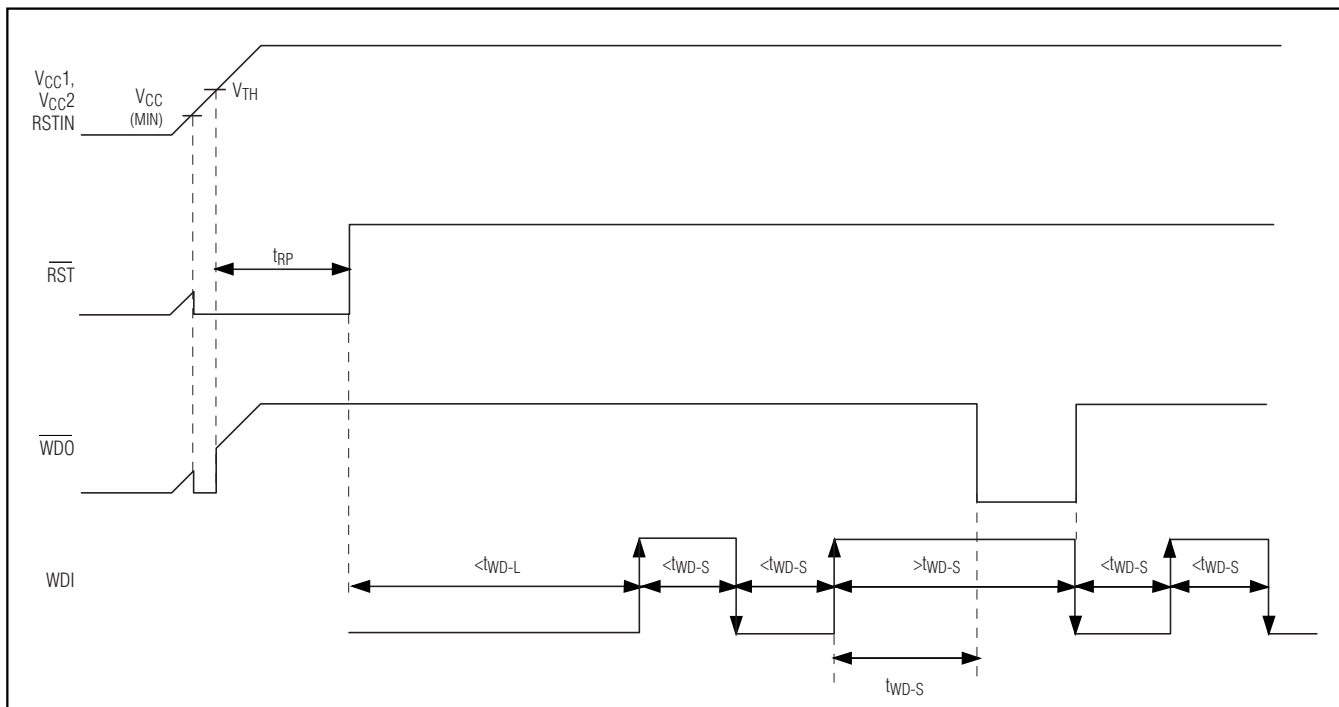 VCC1,
VCC2
RSTIN
VCC
(MIN)
VTH
tRP
RST
WDO
WDI
<tWD-L
<tWD-S
<tWD-S
>tWD-S
<tWD-S
<tWD-S
tWD-S